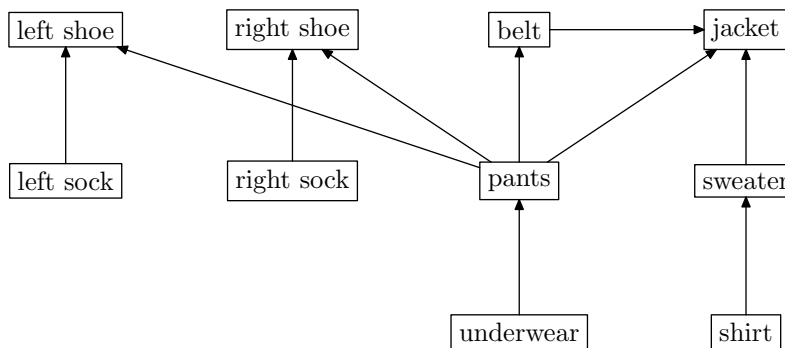 left shoe
right shoe
belt
jacket
left sock
right sock
pants
sweater
underwear
shirt